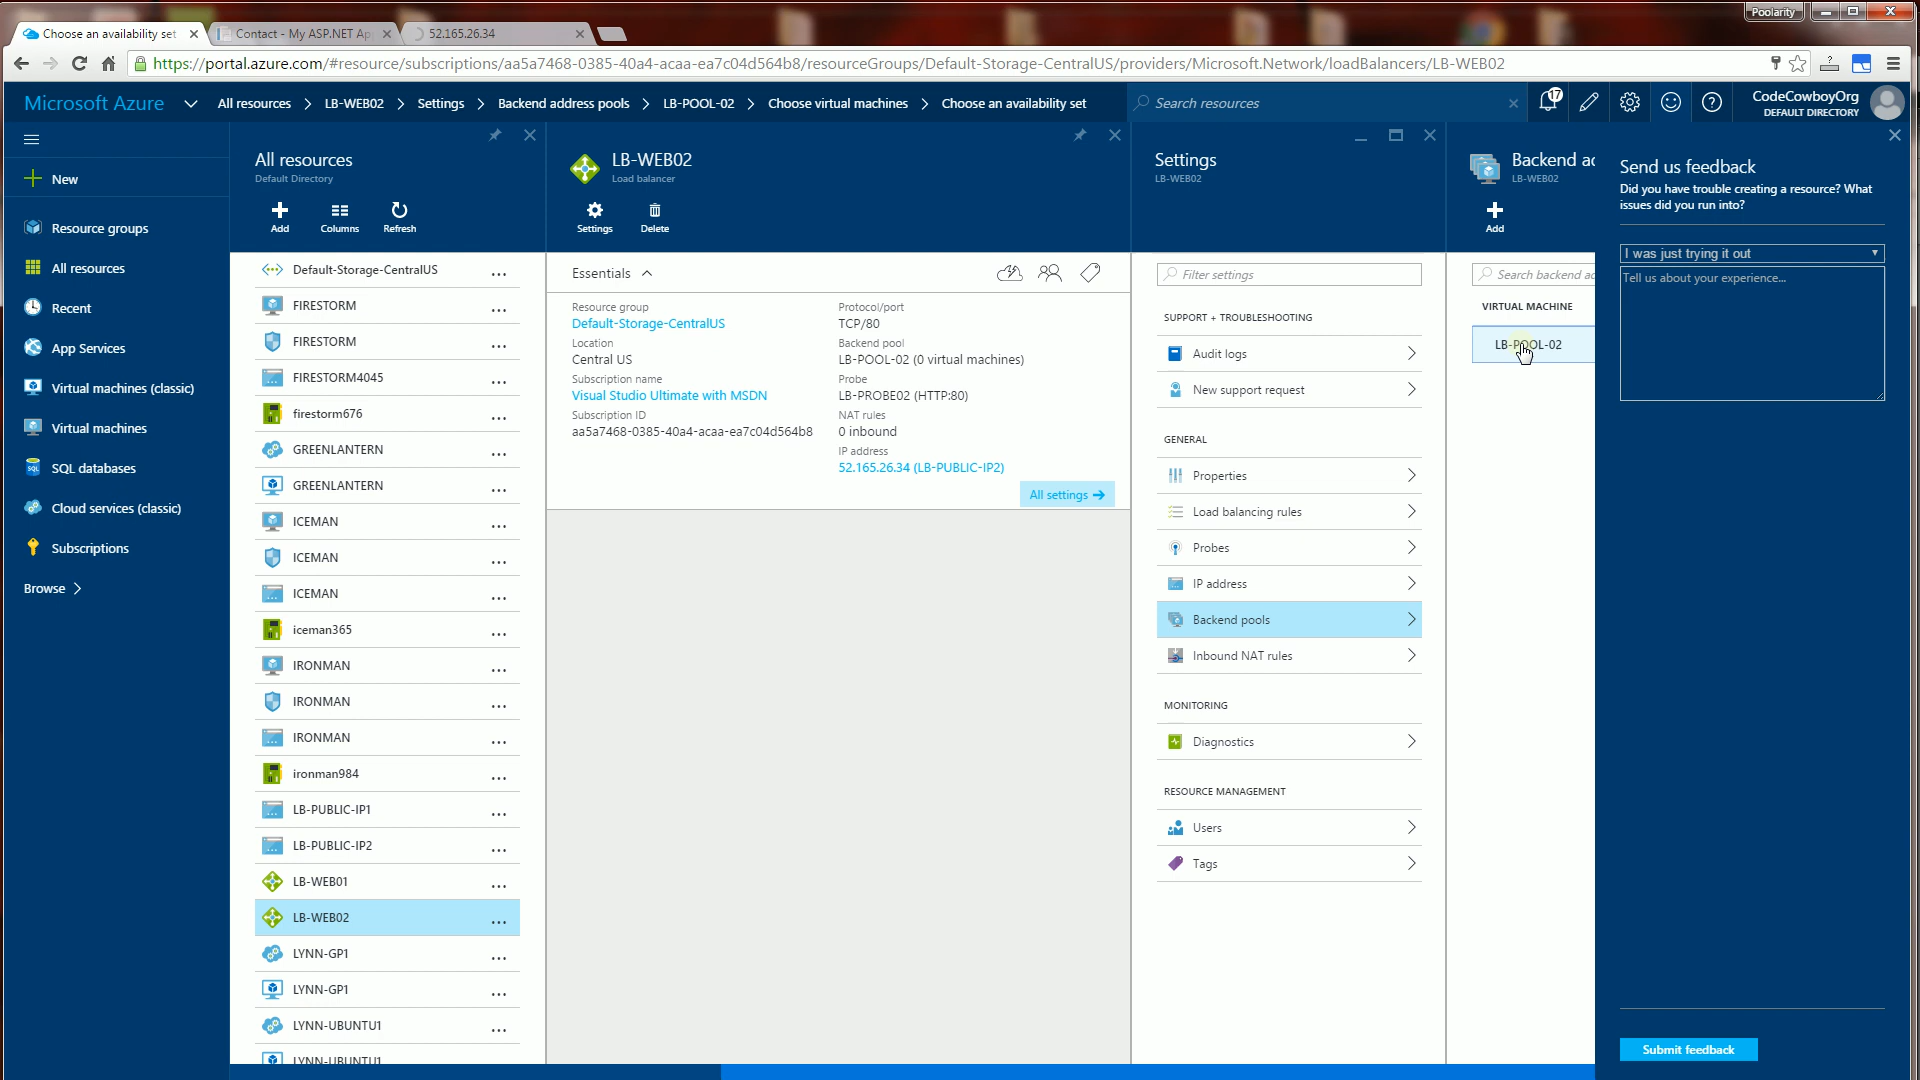 Poolarity
Choose an availability set
Contact - My ASP.NET Ap
52.165.26.34
https://portal.azure.com/#resource/subscriptions/aa5a7468-0385-40a4-acaa-ea7c04d564b8/resourceGroups/Default-Storage-CentralUS/providers/Microsoft.Network/loadBalancers/LB-WEB02
Microsoft Azure
All resources > LB-WEB02 > Settings > Backend address pools > LB-POOL-02 > Choose virtual machines > Choose an availability set
Search resources
17
CodeCowboyOrg
DEFAULT DIRECTORY
New
Resource groups
All resources
Recent
App Services
Virtual machines (classic)
Virtual machines
SQL databases
Cloud services (classic)
Subscriptions
Browse >
All resources
Default Directory
Add
Columns
Refresh
Default-Storage-CentralUS
FIRESTORM
FIRESTORM
FIRESTORM4045
firestorm676
GREENLANTERN
GREENLANTERN
ICEMAN
ICEMAN
ICEMAN
iceman365
IRONMAN
IRONMAN
IRONMAN
ironman984
LB-PUBLIC-IP1
LB-PUBLIC-IP2
LB-WEB01
LB-WEB02
LYNN-GP1
LYNN-GP1
LYNN-UBUNTU1
LYNN-UBUNTU1
LB-WEB02
Load balancer
Settings
Delete
Essentials
Resource group
Default-Storage-CentralUS
Location
Central US
Subscription name
Visual Studio Ultimate with MSDN
Subscription ID
aa5a7468-0385-40a4-acaa-ea7c04d564b8
Protocol/port
TCP/80
Backend pool
LB-POOL-02 (0 virtual machines)
Probe
LB-PROBE02 (HTTP:80)
NAT rules
0 inbound
IP address
52.165.26.34 (LB-PUBLIC-IP2)
All settings →
Settings
LB-WEB02
Filter settings
SUPPORT + TROUBLESHOOTING
Audit logs
New support request
GENERAL
Properties
Load balancing rules
Probes
IP address
Backend pools
Inbound NAT rules
MONITORING
Diagnostics
RESOURCE MANAGEMENT
Users
Tags
Backend ad
LB-WEB02
Add
Search backend ad
VIRTUAL MACHINE
LB-POOL-02
Send us feedback
Did you have trouble creating a resource? What
issues did you run into?
I was just trying it out
Tell us about your experience...
Submit feedback